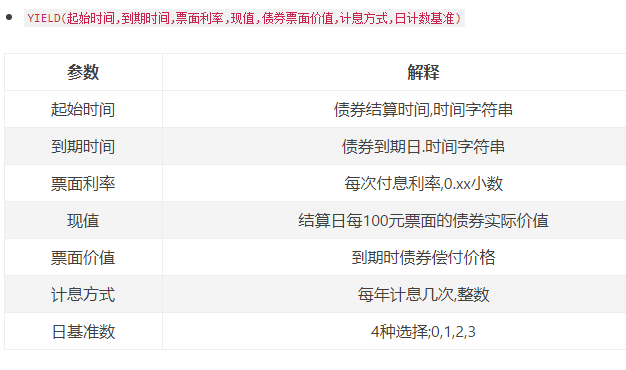 YIELD(起始时间,到期时间,票面利率,现值,债券票面价值,计息方式,日计数基准)
参数 解释
起始时间 债券结算时间,时间字符串
到期时间 债券到期日.时间字符串
票面利率 每次付息利率,0.xx小数
现值 结算日每100元票面的债券实际价值
票面价值 到期时债券偿付价格
计息方式 每年计息几次,整数
日基准数 4种选择;0,1,2,3